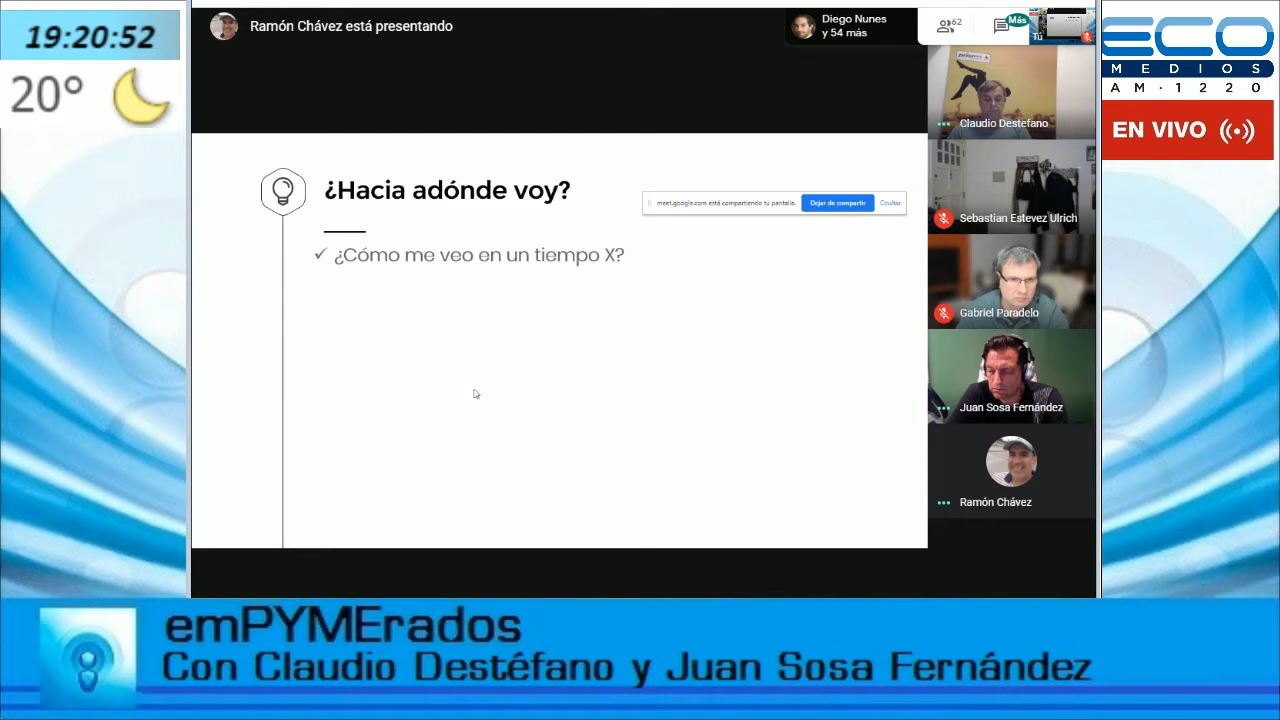 19:20:52
20°
Ramón Chávez está presentando
Diego Nunes
y 54 más
62
Más
Tú
ECO
MEDIOS
AM·1220
EN VIVO
Claudio Destefano
¿Hacia adónde voy?
meet.google.com está compartiendo tu pantalla.
Dejar de compartir
Ocultar
Sebastian Estevez Ulrich
✓ ¿Cómo me veo en un tiempo X?
Gabriel Paradelo
Juan Sosa Fernández
Ramón Chávez
emPYMErados
Con Claudio Destéfano y Juan Sosa Fernández